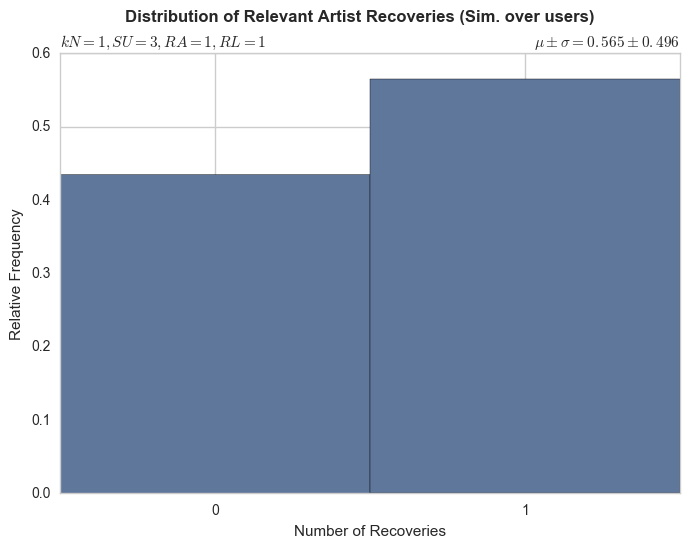 Distribution of Relevant Artist Recoveries (Sim. over users)
kN = 1, SU = 3, RA = 1, RL = 1
μ ± σ = 0.565 ± 0.496
0.6
0.5
0.4
0.3
0.2
0.1
0.0
Relative Frequency
0 1
Number of Recoveries